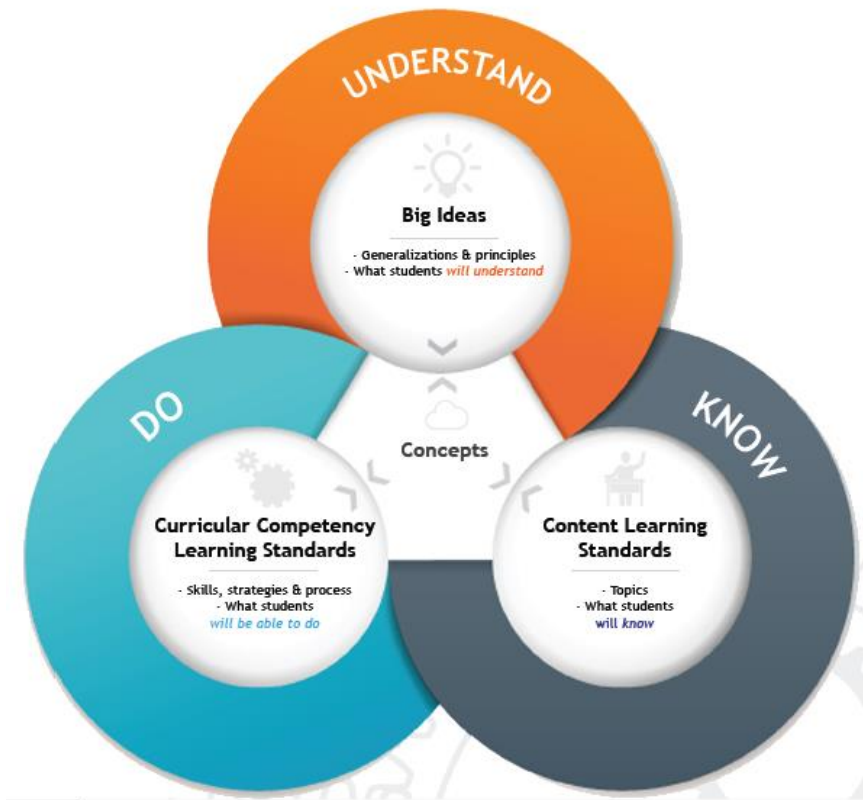 UNDERSTAND
Big Ideas
- Generalizations & principles
- What students will understand
DO
KNOW
Concepts
Curricular Competency
Learning Standards
- Skills, strategies & process
- What students
will be able to do
Content Learning
Standards
- Topics
- What students
will know